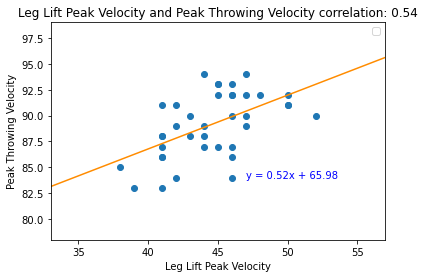 Leg Lift Peak Velocity and Peak Throwing Velocity correlation: 0.54
97.5
95.0
92.5
90.0
87.5
85.0
82.5
80.0
Peak Throwing Velocity
y = 0.52x + 65.98
35 40 45 50 55
Leg Lift Peak Velocity